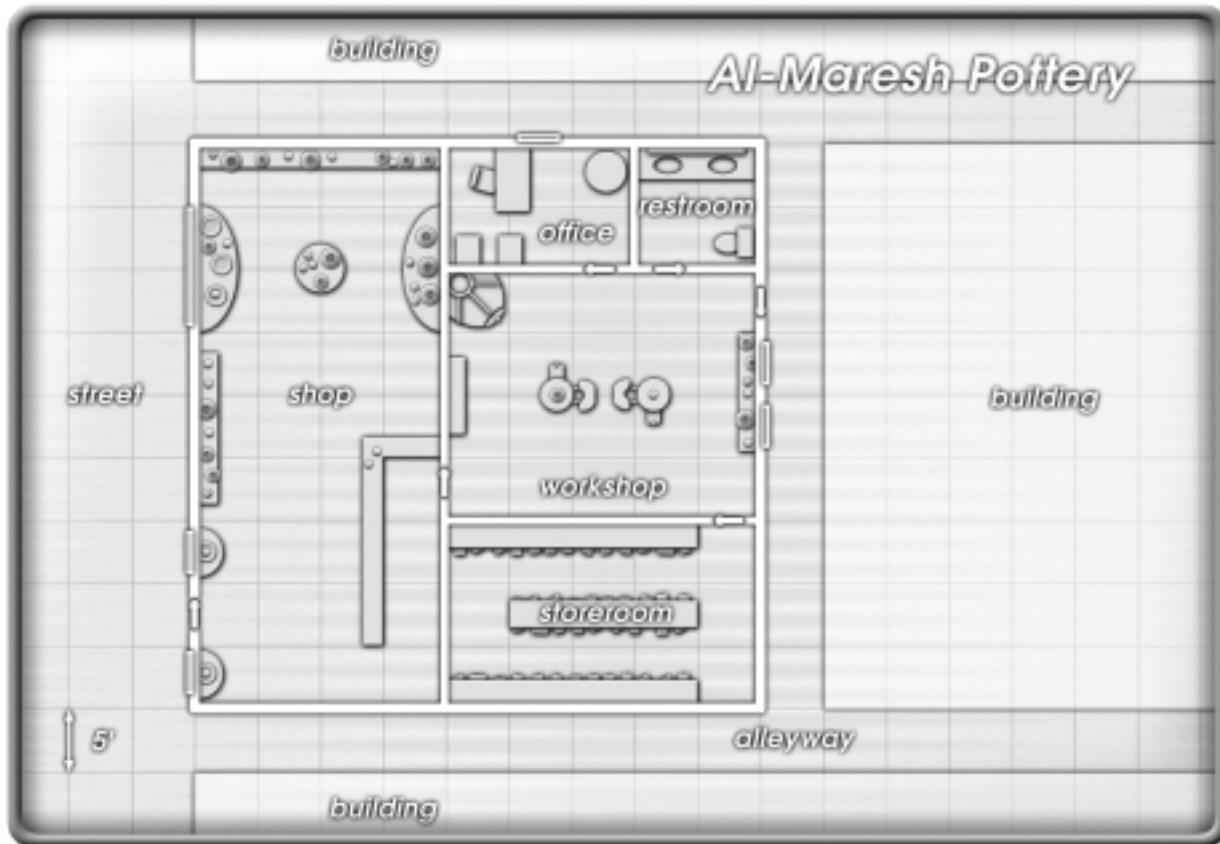 building
Al-Maresh Pottery
restroom
office
street
shop
building
workshop
storeroom
5'
alleyway
building